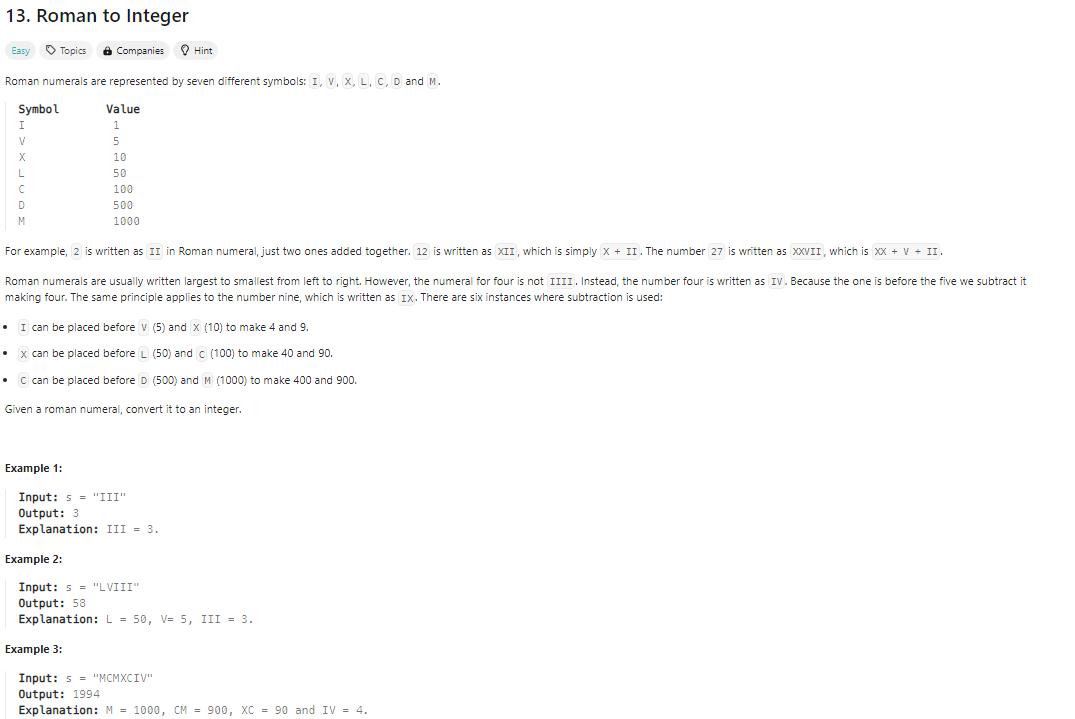 13. Roman to Integer
Easy Topics Companies Hint
Roman numerals are represented by seven different symbols: I, V, X, L, C, D and M.
Symbol Value
I 1
V 5
X 10
L 50
C 100
D 500
M 1000
For example, 2 is written as II in Roman numeral, just two ones added together. 12 is written as XII, which is simply X + II. The number 27 is written as XXVII, which is XX + V + II.
Roman numerals are usually written largest to smallest from left to right. However, the numeral for four is not IIII. Instead, the number four is written as IV. Because the one is before the five we subtract it
making four. The same principle applies to the number nine, which is written as IX. There are six instances where subtraction is used:
• I can be placed before V (5) and X (10) to make 4 and 9.
• X can be placed before L (50) and C (100) to make 40 and 90.
• C can be placed before D (500) and M (1000) to make 400 and 900.
Given a roman numeral, convert it to an integer.
Example 1:
Input: s = "III"
Output: 3
Explanation: III = 3.
Example 2:
Input: s = "LVIII"
Output: 58
Explanation: L = 50, V= 5, III = 3.
Example 3:
Input: s = "MCMXCIV"
Output: 1994
Explanation: M = 1000, CM = 900, XC = 90 and IV = 4.